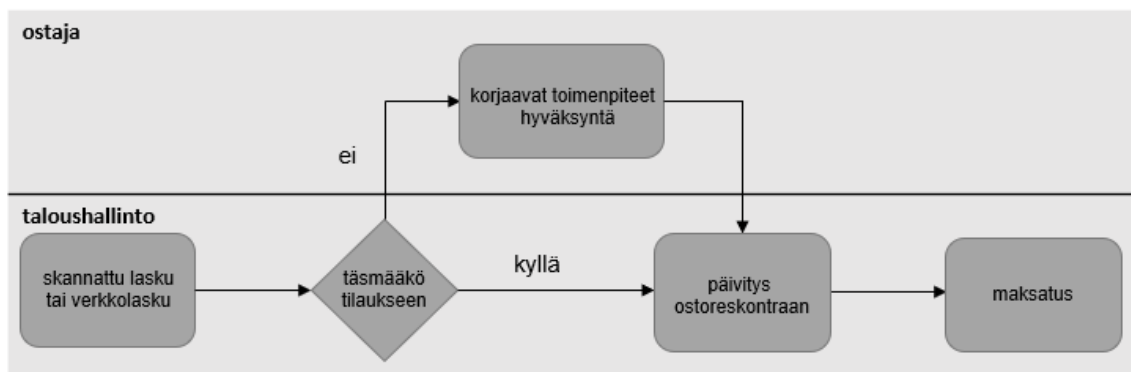 ostaja
korjaavat toimenpiteet
hyväksyntä
ei
taloushallinto
skannattu lasku
tai verkkolasku
täsmääkö
tilaukseen
kyllä
päivitys
ostoreskontraan
maksatus